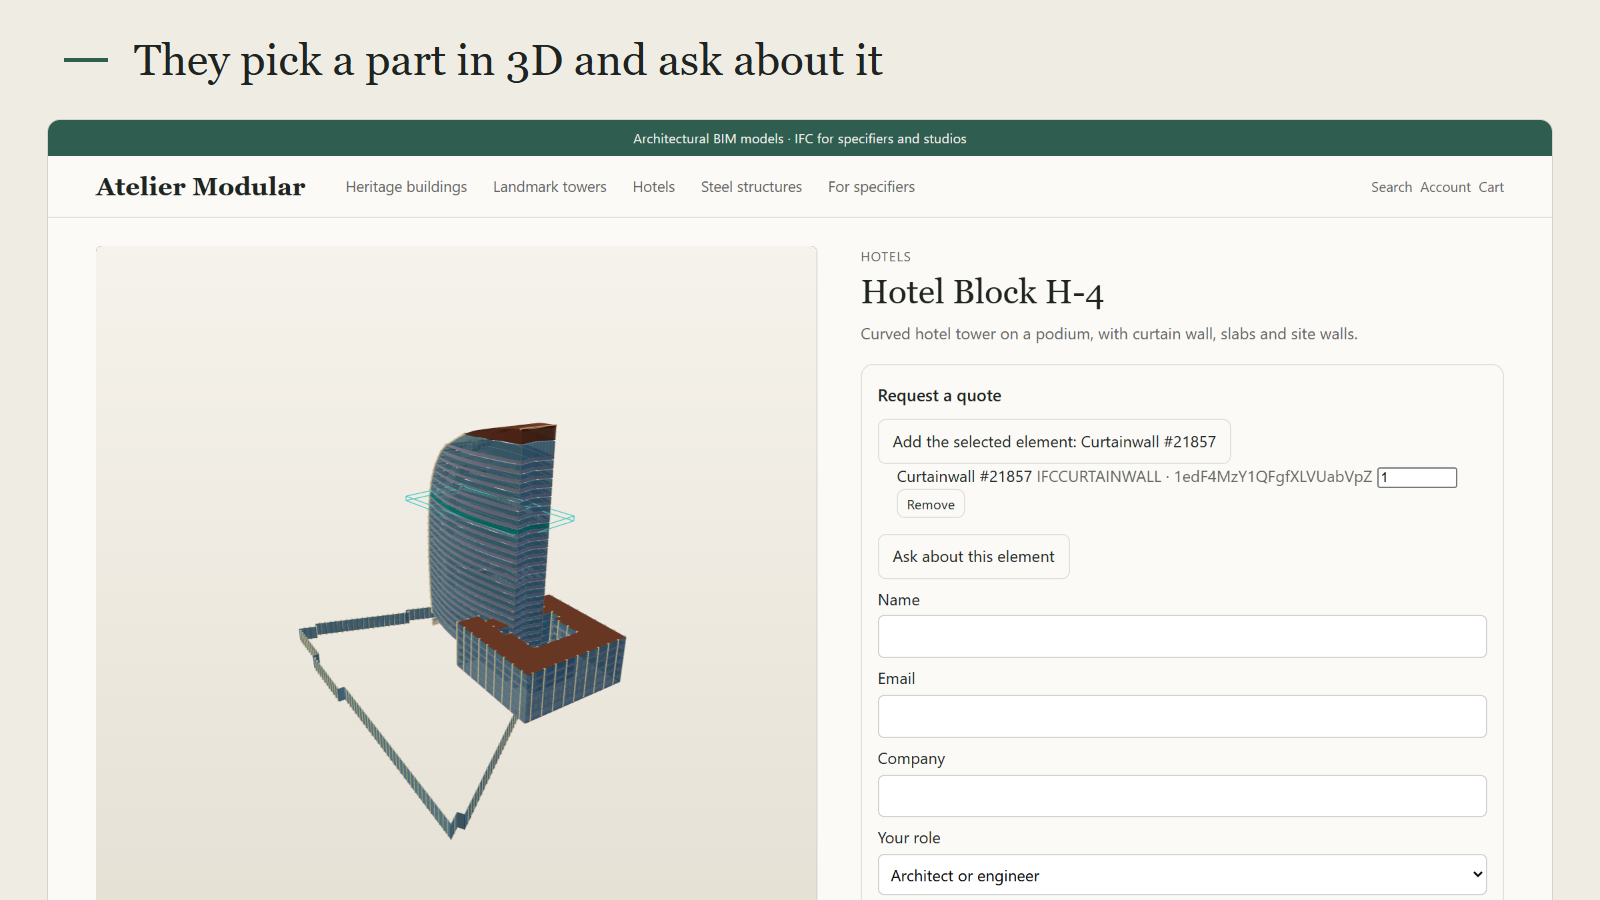 They pick a part in 3D and ask about it
Architectural BIM models · IFC for specifiers and studios
Atelier Modular
Heritage buildings
Landmark towers
Hotels
Steel structures
For specifiers
Search
Account
Cart
HOTELS
Hotel Block H-4
Curved hotel tower on a podium, with curtain wall, slabs and site walls.
Request a quote
Add the selected element: Curtainwall #21857
Curtainwall #21857 IFCCURTAINWALL · 1edF4MzY1QFgfXLVUabVpZ 1
Remove
Ask about this element
Name
Email
Company
Your role
Architect or engineer